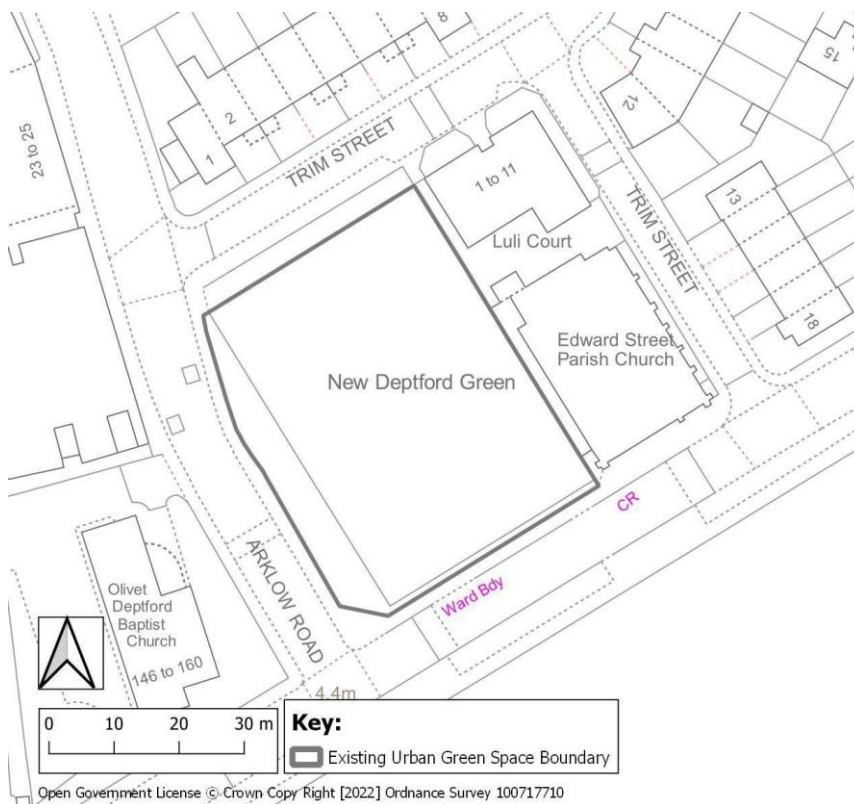 8
2
1
TRIM STREET
23 to 25
1 to 11
Luli Court
12
15
TRIM STREET
13
18
Edward Street
Parish Church
New Deptford Green
CR
Ward Bdy
ARKLOW ROAD
Olivet
Deptford
Baptist
Church
146 to 160
4.4m
0 10 20 30 m
Key:
Existing Urban Green Space Boundary
Open Government License © Crown Copy Right [2022] Ordnance Survey 100717710